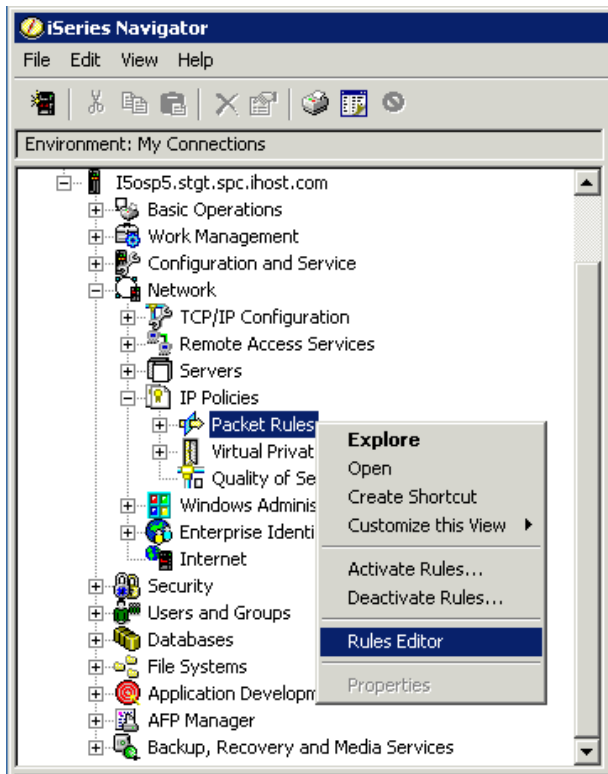 iSeries Navigator
File Edit View Help
Environment: My Connections
I5osp5.stgt.spc.ihost.com
Basic Operations
Work Management
Configuration and Service
Network
TCP/IP Configuration
Remote Access Services
Servers
IP Policies
Packet Rules
Virtual Privat
Quality of Se
Windows Adminis
Enterprise Identi
Internet
Security
Users and Groups
Databases
File Systems
Application Developm
AFP Manager
Backup, Recovery and Media Services
Explore
Open
Create Shortcut
Customize this View
Activate Rules...
Deactivate Rules...
Rules Editor
Properties